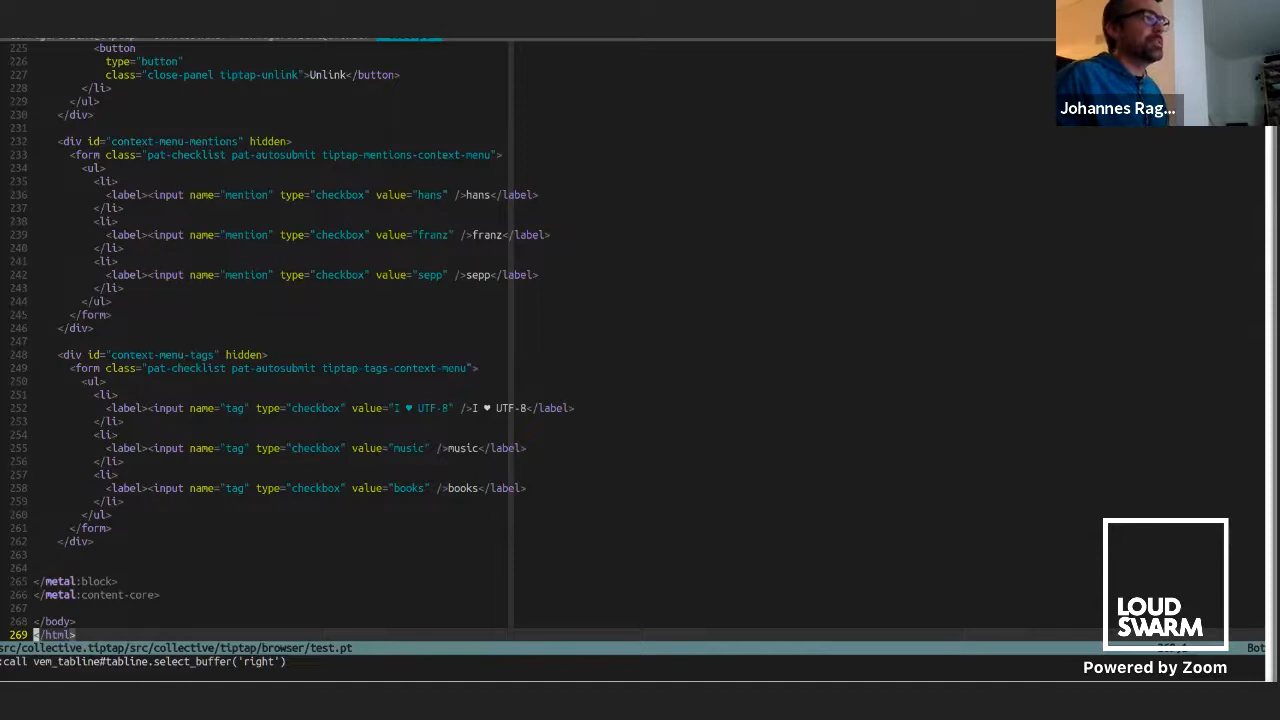 Johannes Rag...
225 <button
226 type="button"
227 class="close-panel tiptap-unlink">Unlink</button>
228 </li>
229 </ul>
230 </div>
231
232 <div id="context-menu-mentions" hidden>
233 <form class="pat-checklist pat-autosubmit tiptap-mentions-context-menu">
234 <ul>
235 <li>
236 <label><input name="mention" type="checkbox" value="hans" />hans</label>
237 </li>
238 <li>
239 <label><input name="mention" type="checkbox" value="franz" />franz</label>
240 </li>
241 <li>
242 <label><input name="mention" type="checkbox" value="sepp" />sepp</label>
243 </li>
244 </ul>
245 </form>
246 </div>
247
248 <div id="context-menu-tags" hidden>
249 <form class="pat-checklist pat-autosubmit tiptap-tags-context-menu">
250 <ul>
251 <li>
252 <label><input name="tag" type="checkbox" value="I ♥ UTF-8" />I ♥ UTF-8</label>
253 </li>
254 <li>
255 <label><input name="tag" type="checkbox" value="music" />music</label>
256 </li>
257 <li>
258 <label><input name="tag" type="checkbox" value="books" />books</label>
259 </li>
260 </ul>
261 </form>
262 </div>
263
264
265 </metal:block>
266 </metal:content-core>
267
268 </body>
269 </html>
src/collective.tiptap/src/collective/tiptap/browser/test.pt
Bot
:call vem_tabline#tabline.select_buffer('right')
LOUD
SWARM
Powered by Zoom